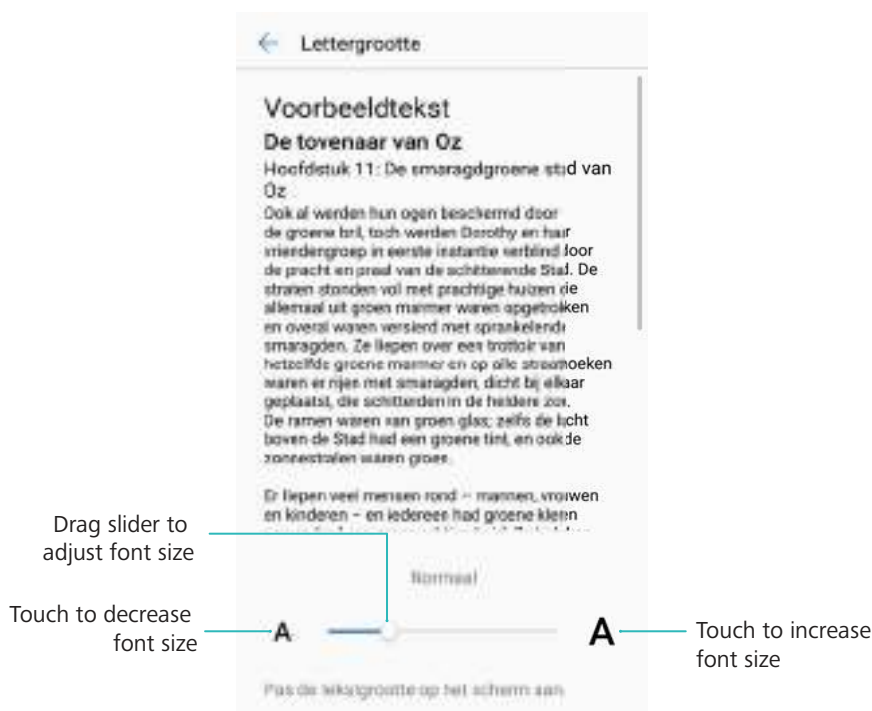 Lettergrootte
Voorbeeldtekst
De tovenaar van Oz
Hoofdstuk 11: De smaragdgroene stad van
Oz
Ook al werden hun ogen beschermd door
de groene bril, toch werden Dorothy en haar
vriendengroep in eerste instantie verblind door
de pracht en praal van de schitterende Stad. De
straten stonden vol met prachtige huizen die
allemaal uit groen marmer waren opgetrokken
en overal waren versierd met sprankelende
smaragden. Ze liepen over een trottoir van
hetzelfde groene marmer en op alle straathoeken
waren er rijen met smaragden, dicht bij elkaar
geplaatst, die schitterden in de heldere zon.
De ramen waren van groen glas; zelfs de lucht
boven de Stad had een groene tint, en ook de
zonnestralen waren groen.
Er liepen veel mensen rond – mannen, vrouwen
en kinderen – en iedereen had groene kleren
Drag slider to
adjust font size
Normaal
Touch to decrease
font size
A
A
Touch to increase
font size
Pas de tekstgrootte op het scherm aan.